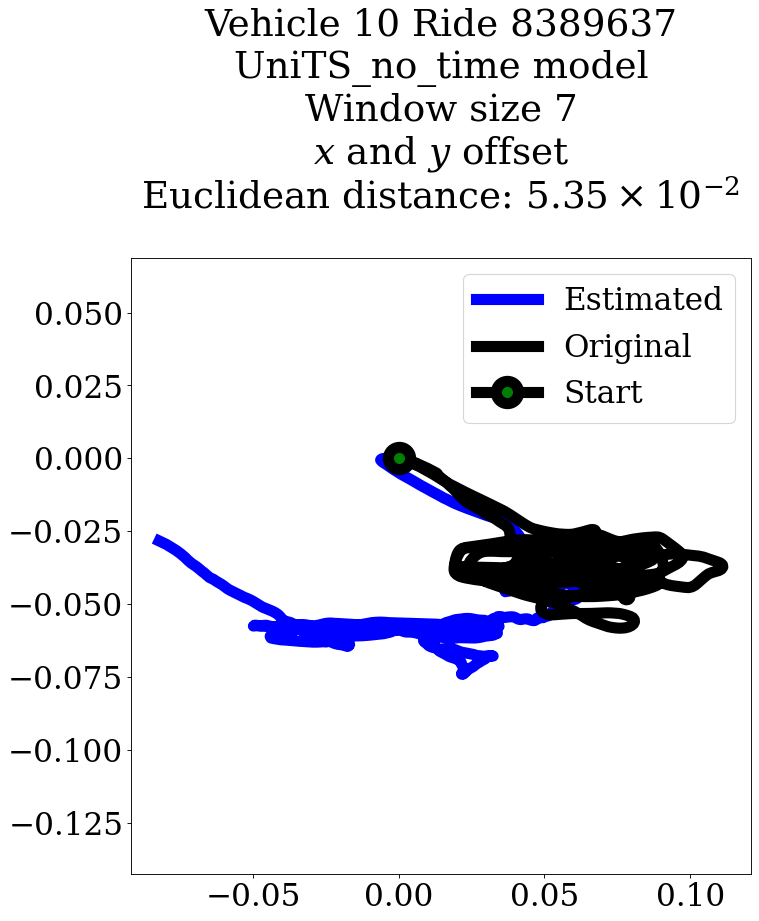 Vehicle 10 Ride 8389637
UniTS_no_time model
Window size 7
x and y offset
Euclidean distance: 5.35 × 10⁻²
Estimated
Original
Start
0.050
0.025
0.000
−0.025
−0.050
−0.075
−0.100
−0.125
−0.05 0.00 0.05 0.10